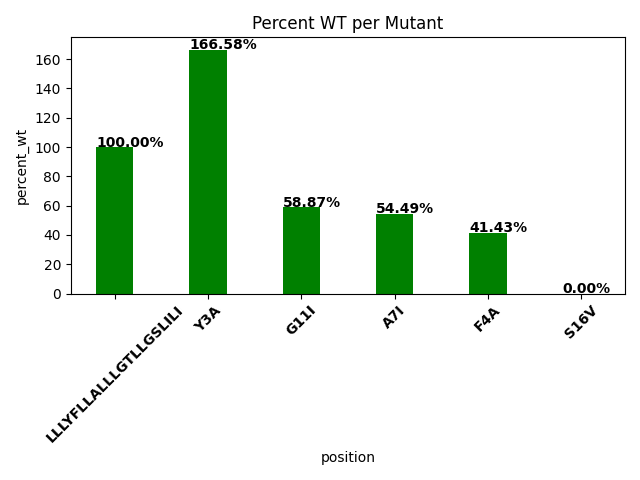 Percent WT per Mutant
percent_wt
160
140
120
100
80
60
40
20
0
100.00%
166.58%
58.87%
54.49%
41.43%
0.00%
LLLYFLLALLLGTLLGSLILI
Y3A
G11I
A7I
F4A
S16V
position